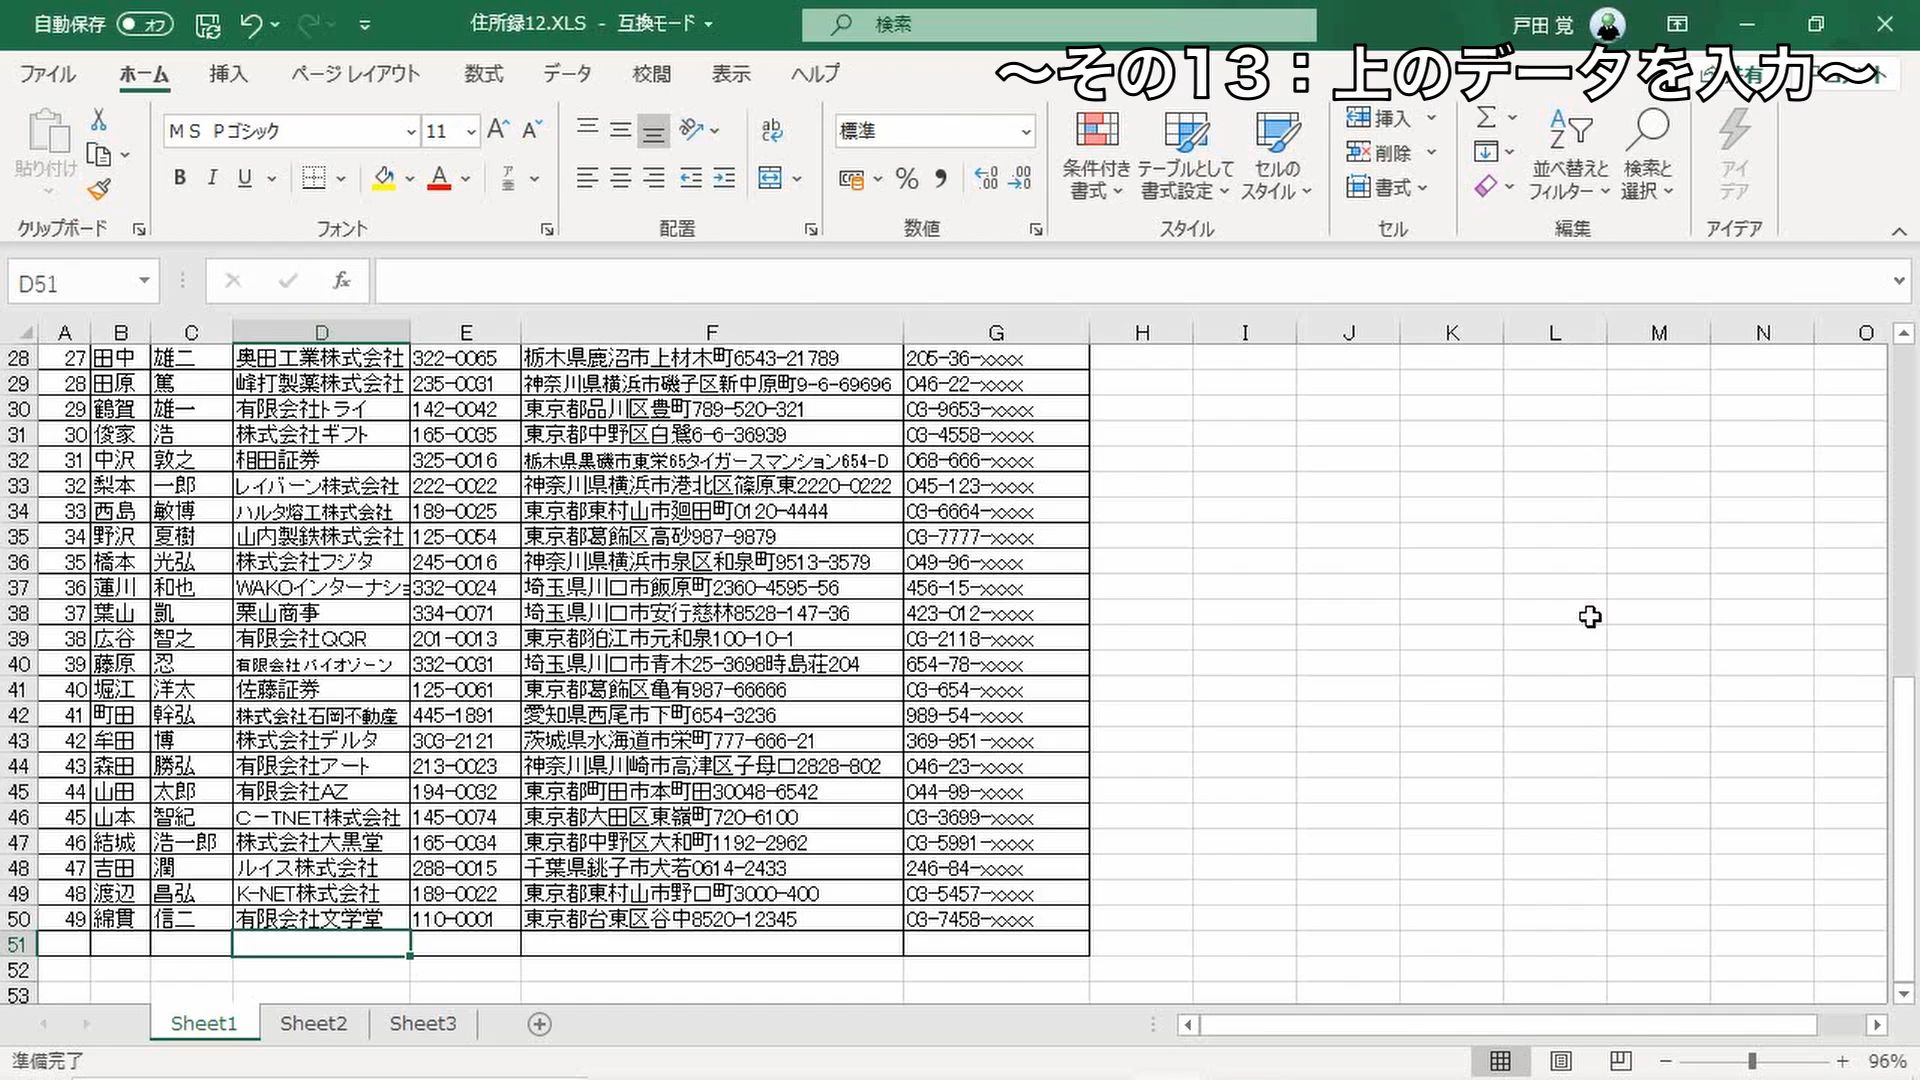 自動保存 オフ 住所録12.XLS - 互換モード 検索 戸田 覚
～その13：上のデータを入力～
ファイル ホーム 挿入 ページ レイアウト 数式 データ 校閲 表示 ヘルプ
貼り付け ＭＳ Ｐゴシック 11 標準 条件付き書式 テーブルとして書式設定 セルのスタイル 挿入 削除 書式 並べ替えとフィルター 検索と選択 アイデア
クリップボード フォント 配置 数値 スタイル セル 編集 アイデア
D51 fx
A B C D E F G H I J K L M N O
28 27 田中 雄二 奥田工業株式会社 322-0065 栃木県鹿沼市上材木町6543-21789 205-36-xxxx
29 28 田原 篤 峰打製薬株式会社 235-0031 神奈川県横浜市磯子区新中原町9-6-69696 046-22-xxxx
30 29 鶴賀 雄一 有限会社トライ 142-0042 東京都品川区豊町789-520-321 03-9653-xxxx
31 30 俊家 浩 株式会社ギフト 165-0035 東京都中野区白鷺6-6-36939 03-4558-xxxx
32 31 中沢 敦之 相田証券 325-0016 栃木県黒磯市東栄65タイガースマンション654-D 068-666-xxxx
33 32 梨本 一郎 レイバーン株式会社 222-0022 神奈川県横浜市港北区篠原東2220-0222 045-123-xxxx
34 33 西島 敏博 ハルタ熔工株式会社 189-0025 東京都東村山市廻田町0120-4444 03-6664-xxxx
35 34 野沢 夏樹 山内製鉄株式会社 125-0054 東京都葛飾区高砂987-9879 03-7777-xxxx
36 35 橋本 光弘 株式会社フジタ 245-0016 神奈川県横浜市泉区和泉町9513-3579 049-96-xxxx
37 36 蓮川 和也 WAKOインターナショ 332-0024 埼玉県川口市飯原町2360-4595-56 456-15-xxxx
38 37 葉山 凱 栗山商事 334-0071 埼玉県川口市安行慈林8528-147-36 423-012-xxxx
39 38 広谷 智之 有限会社QQR 201-0013 東京都狛江市元和泉100-10-1 03-2118-xxxx
40 39 藤原 忍 有限会社バイオゾーン 332-0031 埼玉県川口市青木25-3698時島荘204 654-78-xxxx
41 40 堀江 洋太 佐藤証券 125-0061 東京都葛飾区亀有987-66666 03-654-xxxx
42 41 町田 幹弘 株式会社石岡不動産 445-1891 愛知県西尾市下町654-3236 989-54-xxxx
43 42 牟田 博 株式会社デルタ 303-2121 茨城県水海道市栄町777-666-21 369-951-xxxx
44 43 森田 勝弘 有限会社アート 213-0023 神奈川県川崎市高津区子母口2828-802 046-23-xxxx
45 44 山田 太郎 有限会社AZ 194-0032 東京都町田市本町田30048-6542 044-99-xxxx
46 45 山本 智紀 C－TNET株式会社 145-0074 東京都大田区東嶺町720-6100 03-3699-xxxx
47 46 結城 浩一郎 株式会社大黒堂 165-0034 東京都中野区大和町1192-2962 03-5991-xxxx
48 47 吉田 潤 ルイス株式会社 288-0015 千葉県銚子市犬若0614-2433 246-84-xxxx
49 48 渡辺 昌弘 K-NET株式会社 189-0022 東京都東村山市野口町3000-400 03-5457-xxxx
50 49 綿貫 信二 有限会社文学堂 110-0001 東京都台東区谷中8520-12345 03-7458-xxxx
51
52
53
Sheet1 Sheet2 Sheet3
準備完了 96%